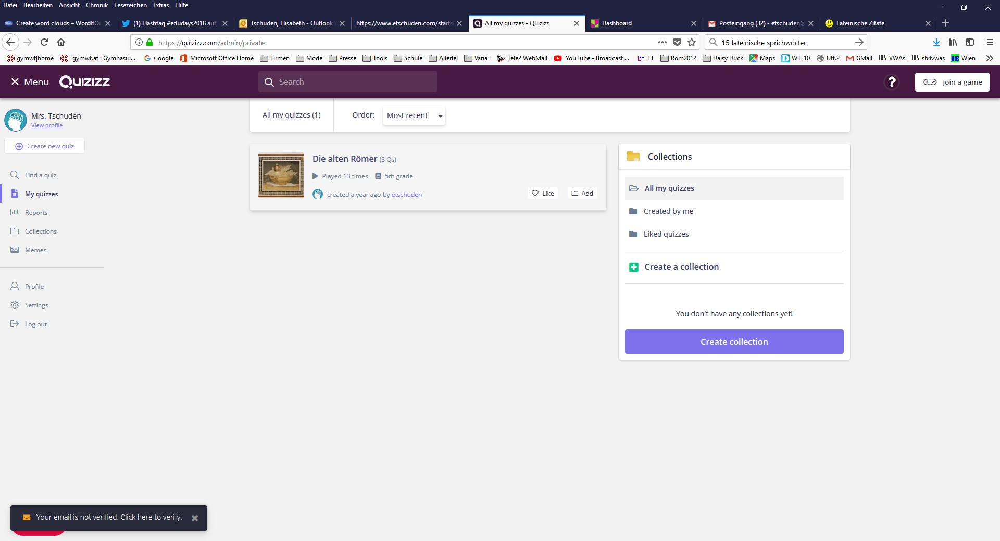 Datei Bearbeiten Ansicht Chronik Lesezeichen Extras Hilfe
Create word clouds – WordItOu
(1) Hashtag #edudays2018 auf
Tschuden, Elisabeth - Outlook
https://www.etschuden.com/starts
All my quizzes - Quizizz
Dashboard
Posteingang (32) - etschuden@
Lateinische Zitate
https://quizizz.com/admin/private
15 lateinische sprichwörter
gymwt|home gymwt.at | Gymnasiu... Google Microsoft Office Home Firmen Mode Presse Tools Schule Allerlei Varia I Tele2 WebMail YouTube - Broadcast ... ET Rom2012 Daisy Duck Maps WT_10 Uff.2 GMail VWAs sb4vwas BIB Wien
Menu Quizizz Search ? Join a game
Mrs. Tschuden
View profile
Create new quiz
Find a quiz
My quizzes
Reports
Collections
Memes
Profile
Settings
Log out
All my quizzes (1) Order: Most recent
Die alten Römer (3 Qs)
Played 13 times 5th grade
created a year ago by etschuden Like Add
Collections
All my quizzes
Created by me
Liked quizzes
Create a collection
You don't have any collections yet!
Create collection
Your email is not verified. Click here to verify.